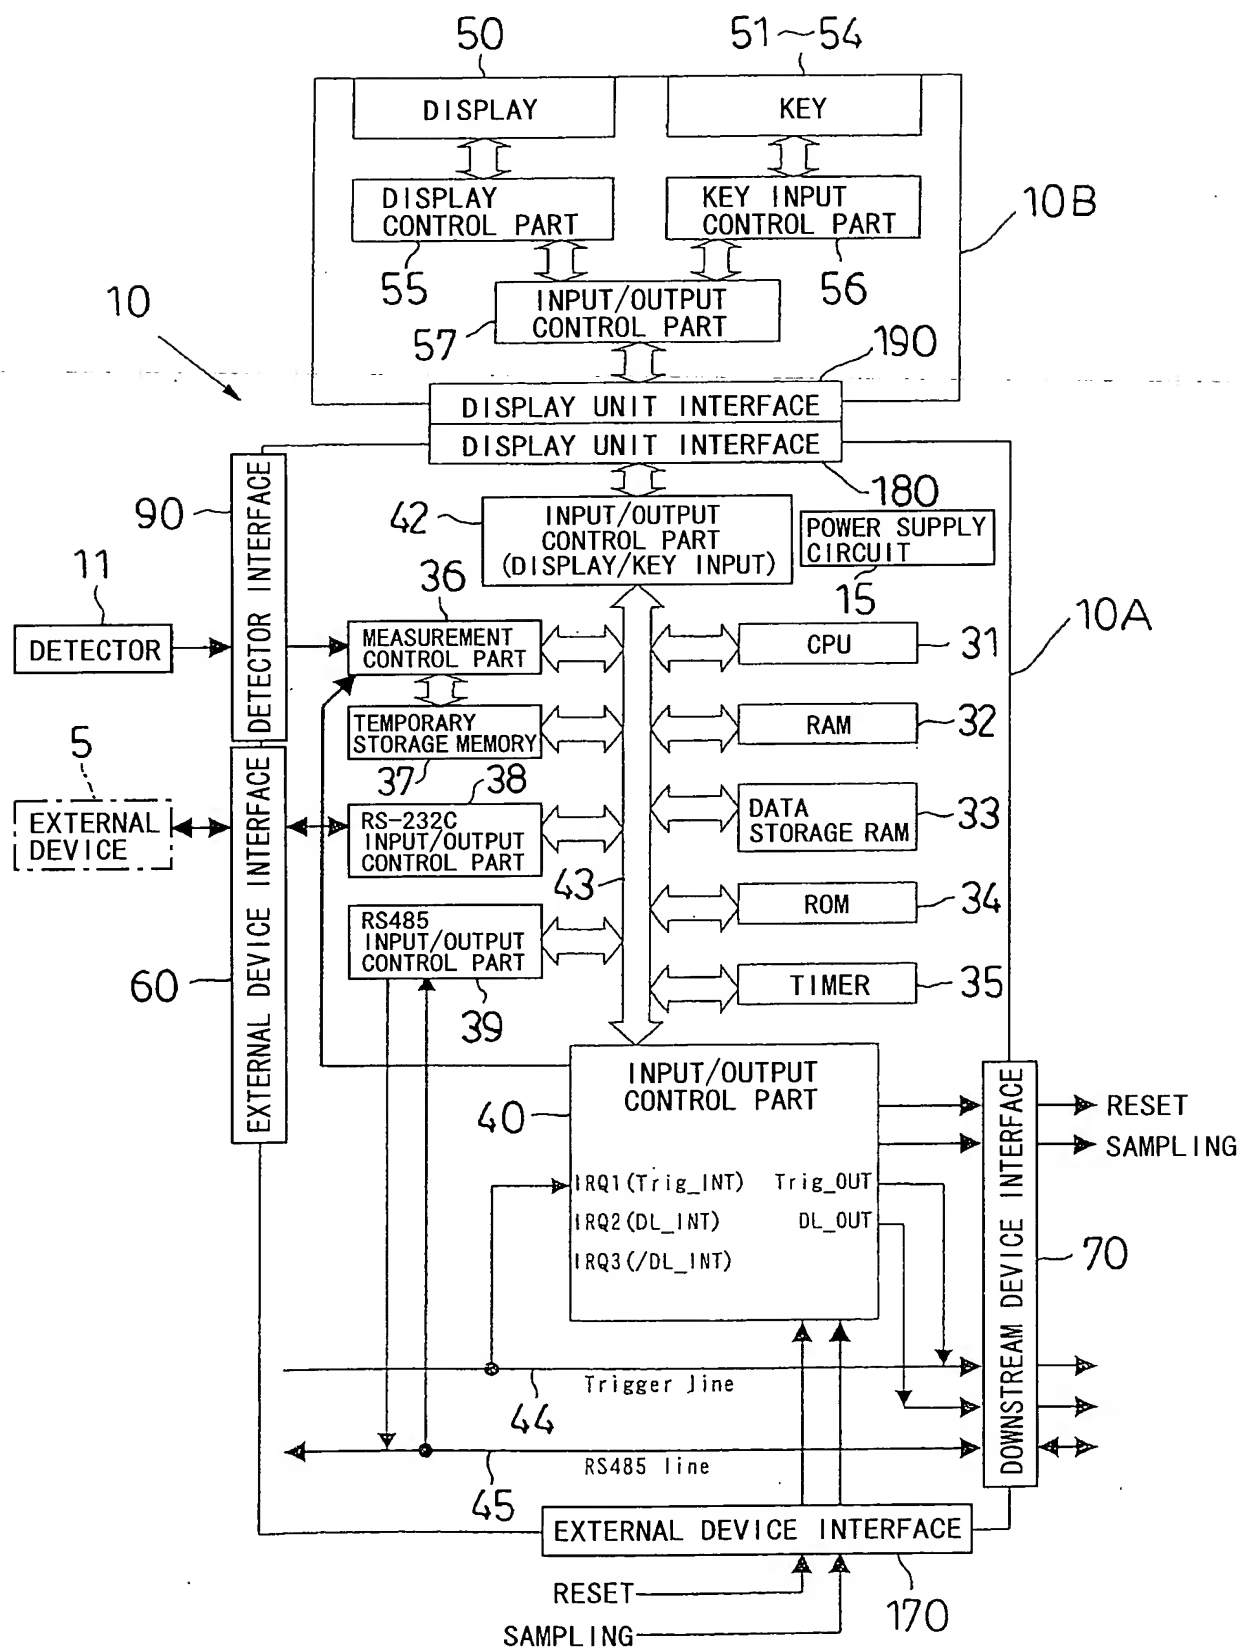 50
51~54
DISPLAY
KEY
DISPLAY
CONTROL PART
KEY INPUT
CONTROL PART
10B
55
56
INPUT/OUTPUT
CONTROL PART
57
10
190
DISPLAY UNIT INTERFACE
DISPLAY UNIT INTERFACE
180
90
42
INPUT/OUTPUT
CONTROL PART
(DISPLAY/KEY INPUT)
POWER SUPPLY
CIRCUIT
15
10A
DETECTOR INTERFACE
11
DETECTOR
36
MEASUREMENT
CONTROL PART
CPU
31
TEMPORARY
STORAGE MEMORY
37
RAM
32
5
EXTERNAL
DEVICE
38
RS-232C
INPUT/OUTPUT
CONTROL PART
DATA
STORAGE RAM
33
43
EXTERNAL DEVICE INTERFACE
60
RS485
INPUT/OUTPUT
CONTROL PART
39
ROM
34
TIMER
35
40
INPUT/OUTPUT
CONTROL PART
RESET
SAMPLING
IRQ1(Trig_INT) Trig_OUT
IRQ2(DL_INT) DL_OUT
IRQ3(/DL_INT)
70
DOWNSTREAM DEVICE INTERFACE
Trigger line
44
RS485 line
45
EXTERNAL DEVICE INTERFACE
170
RESET
SAMPLING